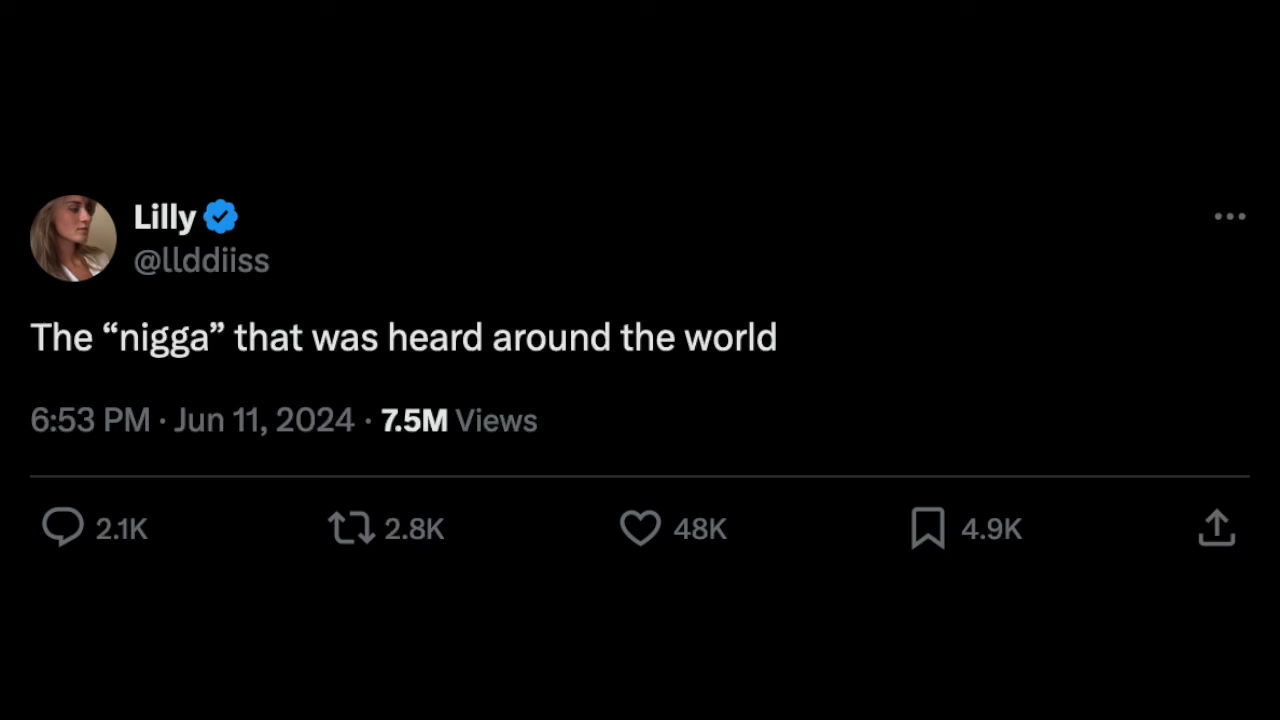 Lilly
@llddiiss
The “nigga” that was heard around the world
6:53 PM · Jun 11, 2024 · 7.5M Views
2.1K 2.8K 48K 4.9K